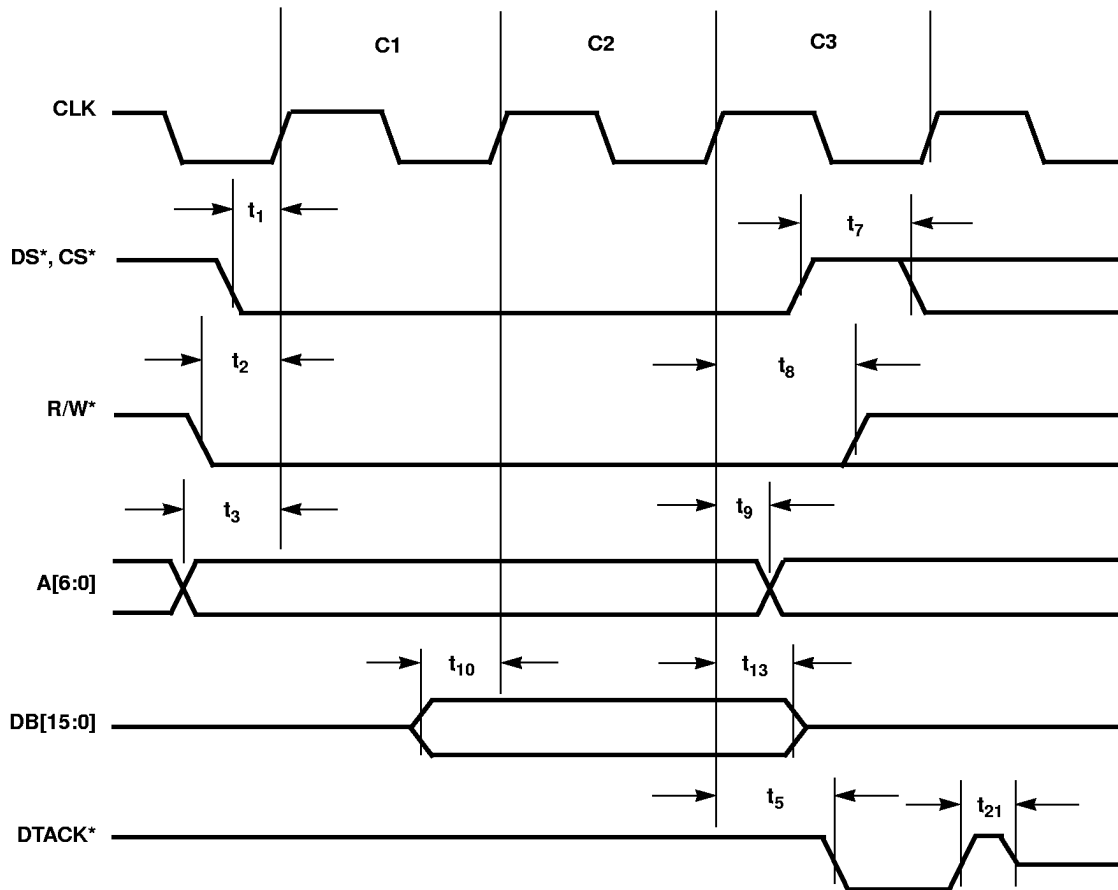 C1 C2 C3
CLK
t1
t7
DS*, CS*
t2
t8
R/W*
t3
t9
A[6:0]
t10
t13
DB[15:0]
t5
t21
DTACK*